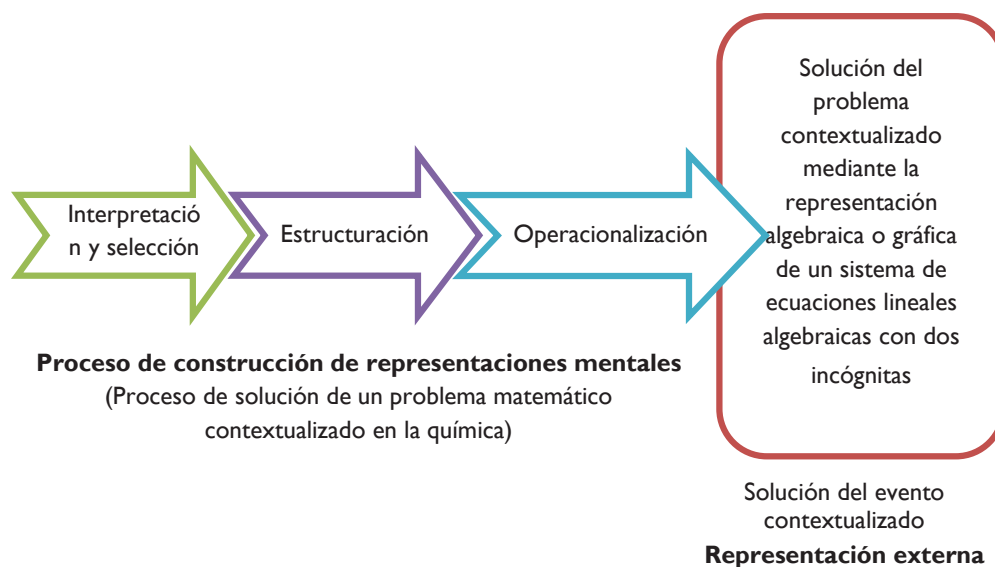 Interpretació
n y selección
Estructuración
Operacionalización
Solución del
problema
contextualizado
mediante la
representación
algebraica o gráfica
de un sistema de
ecuaciones lineales
algebraicas con dos
incógnitas
Proceso de construcción de representaciones mentales
(Proceso de solución de un problema matemático
contextualizado en la química)
Solución del evento
contextualizado
Representación externa